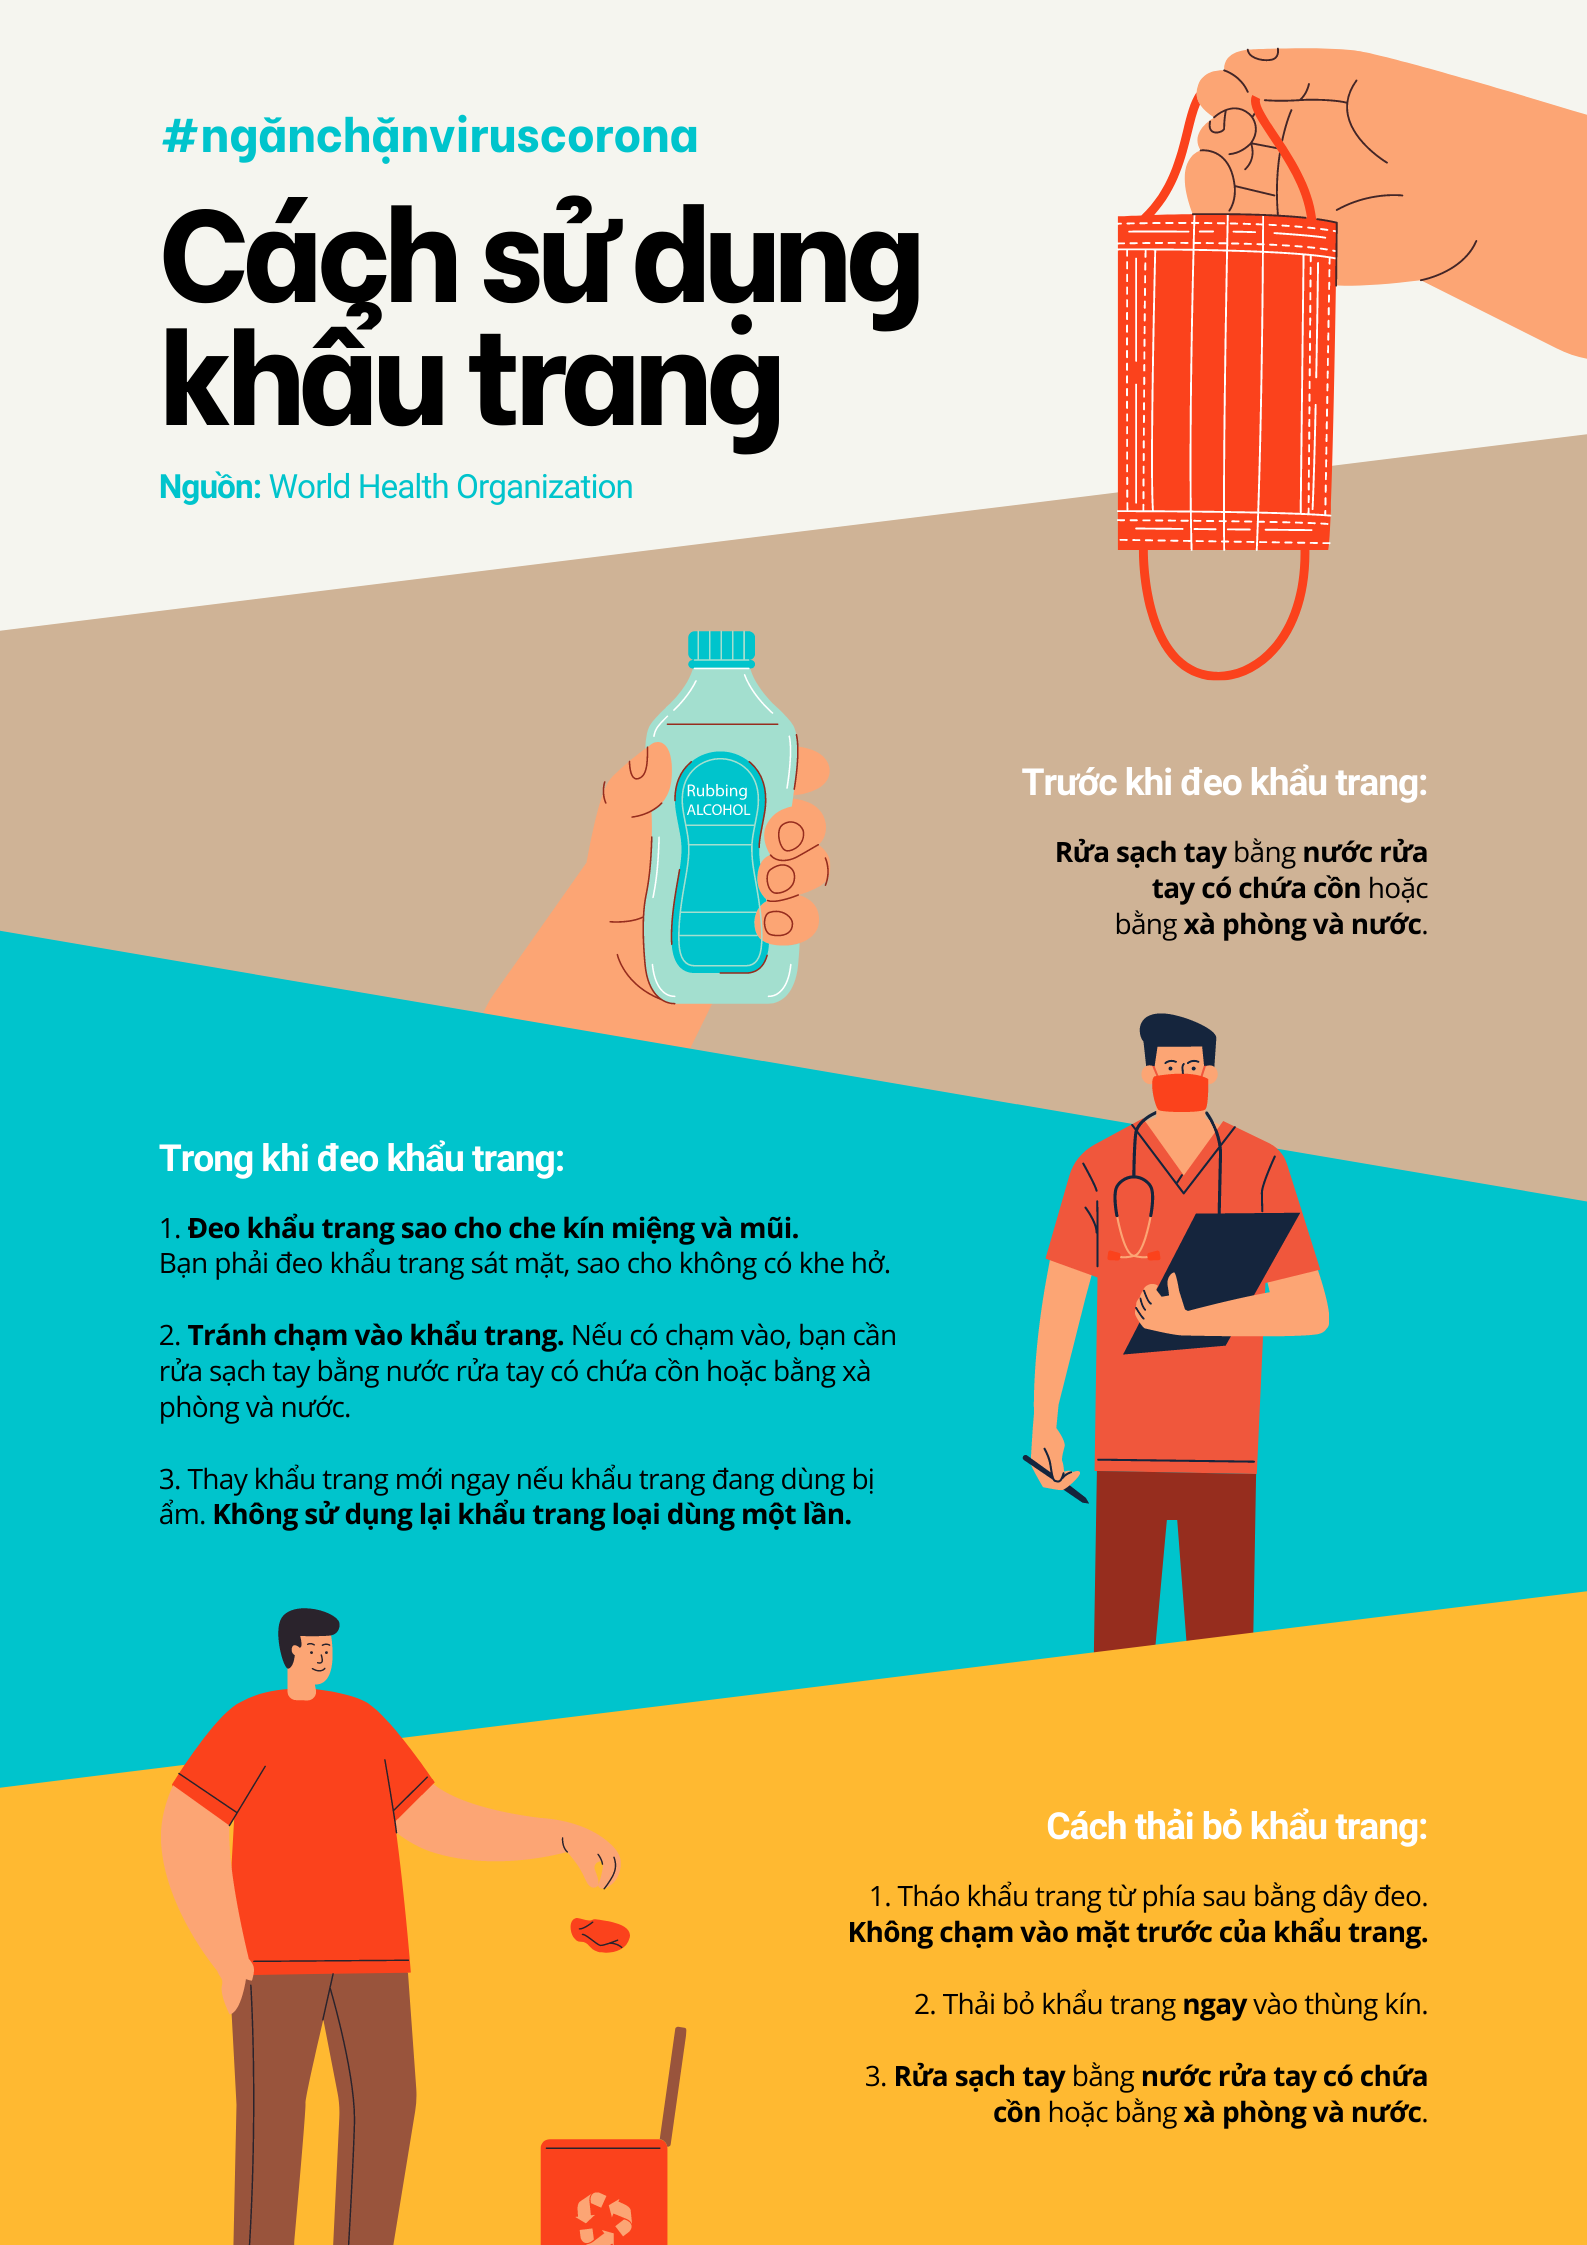 #ngănchặnviruscorona
Cách sử dụng
khẩu trang
Nguồn: World Health Organization
Rubbing
ALCOHOL
Trước khi đeo khẩu trang:
Rửa sạch tay bằng nước rửa
tay có chứa cồn hoặc
bằng xà phòng và nước.
Trong khi đeo khẩu trang:
1. Đeo khẩu trang sao cho che kín miệng và mũi.
Bạn phải đeo khẩu trang sát mặt, sao cho không có khe hở.
2. Tránh chạm vào khẩu trang. Nếu có chạm vào, bạn cần
rửa sạch tay bằng nước rửa tay có chứa cồn hoặc bằng xà
phòng và nước.
3. Thay khẩu trang mới ngay nếu khẩu trang đang dùng bị
ẩm. Không sử dụng lại khẩu trang loại dùng một lần.
Cách thải bỏ khẩu trang:
1. Tháo khẩu trang từ phía sau bằng dây đeo.
Không chạm vào mặt trước của khẩu trang.
2. Thải bỏ khẩu trang ngay vào thùng kín.
3. Rửa sạch tay bằng nước rửa tay có chứa
cồn hoặc bằng xà phòng và nước.